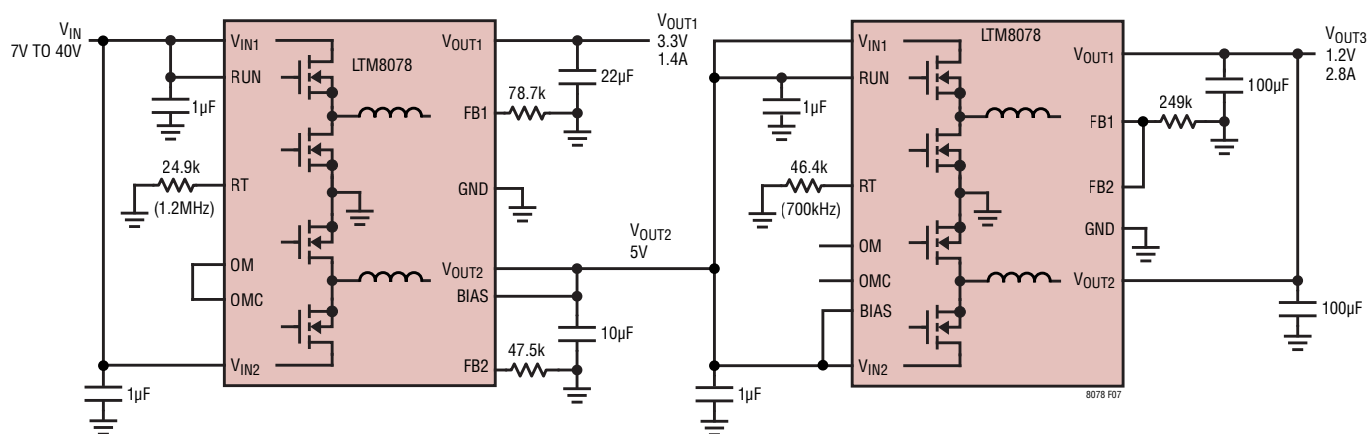 VIN
7V TO 40V
1µF
24.9k
(1.2MHz)
1µF
VIN1
RUN
RT
OM
OMC
VIN2
LTM8078
VOUT1
FB1
GND
VOUT2
BIAS
FB2
78.7k
22µF
47.5k
10µF
VOUT1
3.3V
1.4A
VOUT2
5V
1µF
46.4k
(700kHz)
1µF
VIN1
RUN
RT
OM
OMC
BIAS
VIN2
LTM8078
VOUT1
FB1
FB2
GND
VOUT2
249k
100µF
100µF
VOUT3
1.2V
2.8A
8078 F07